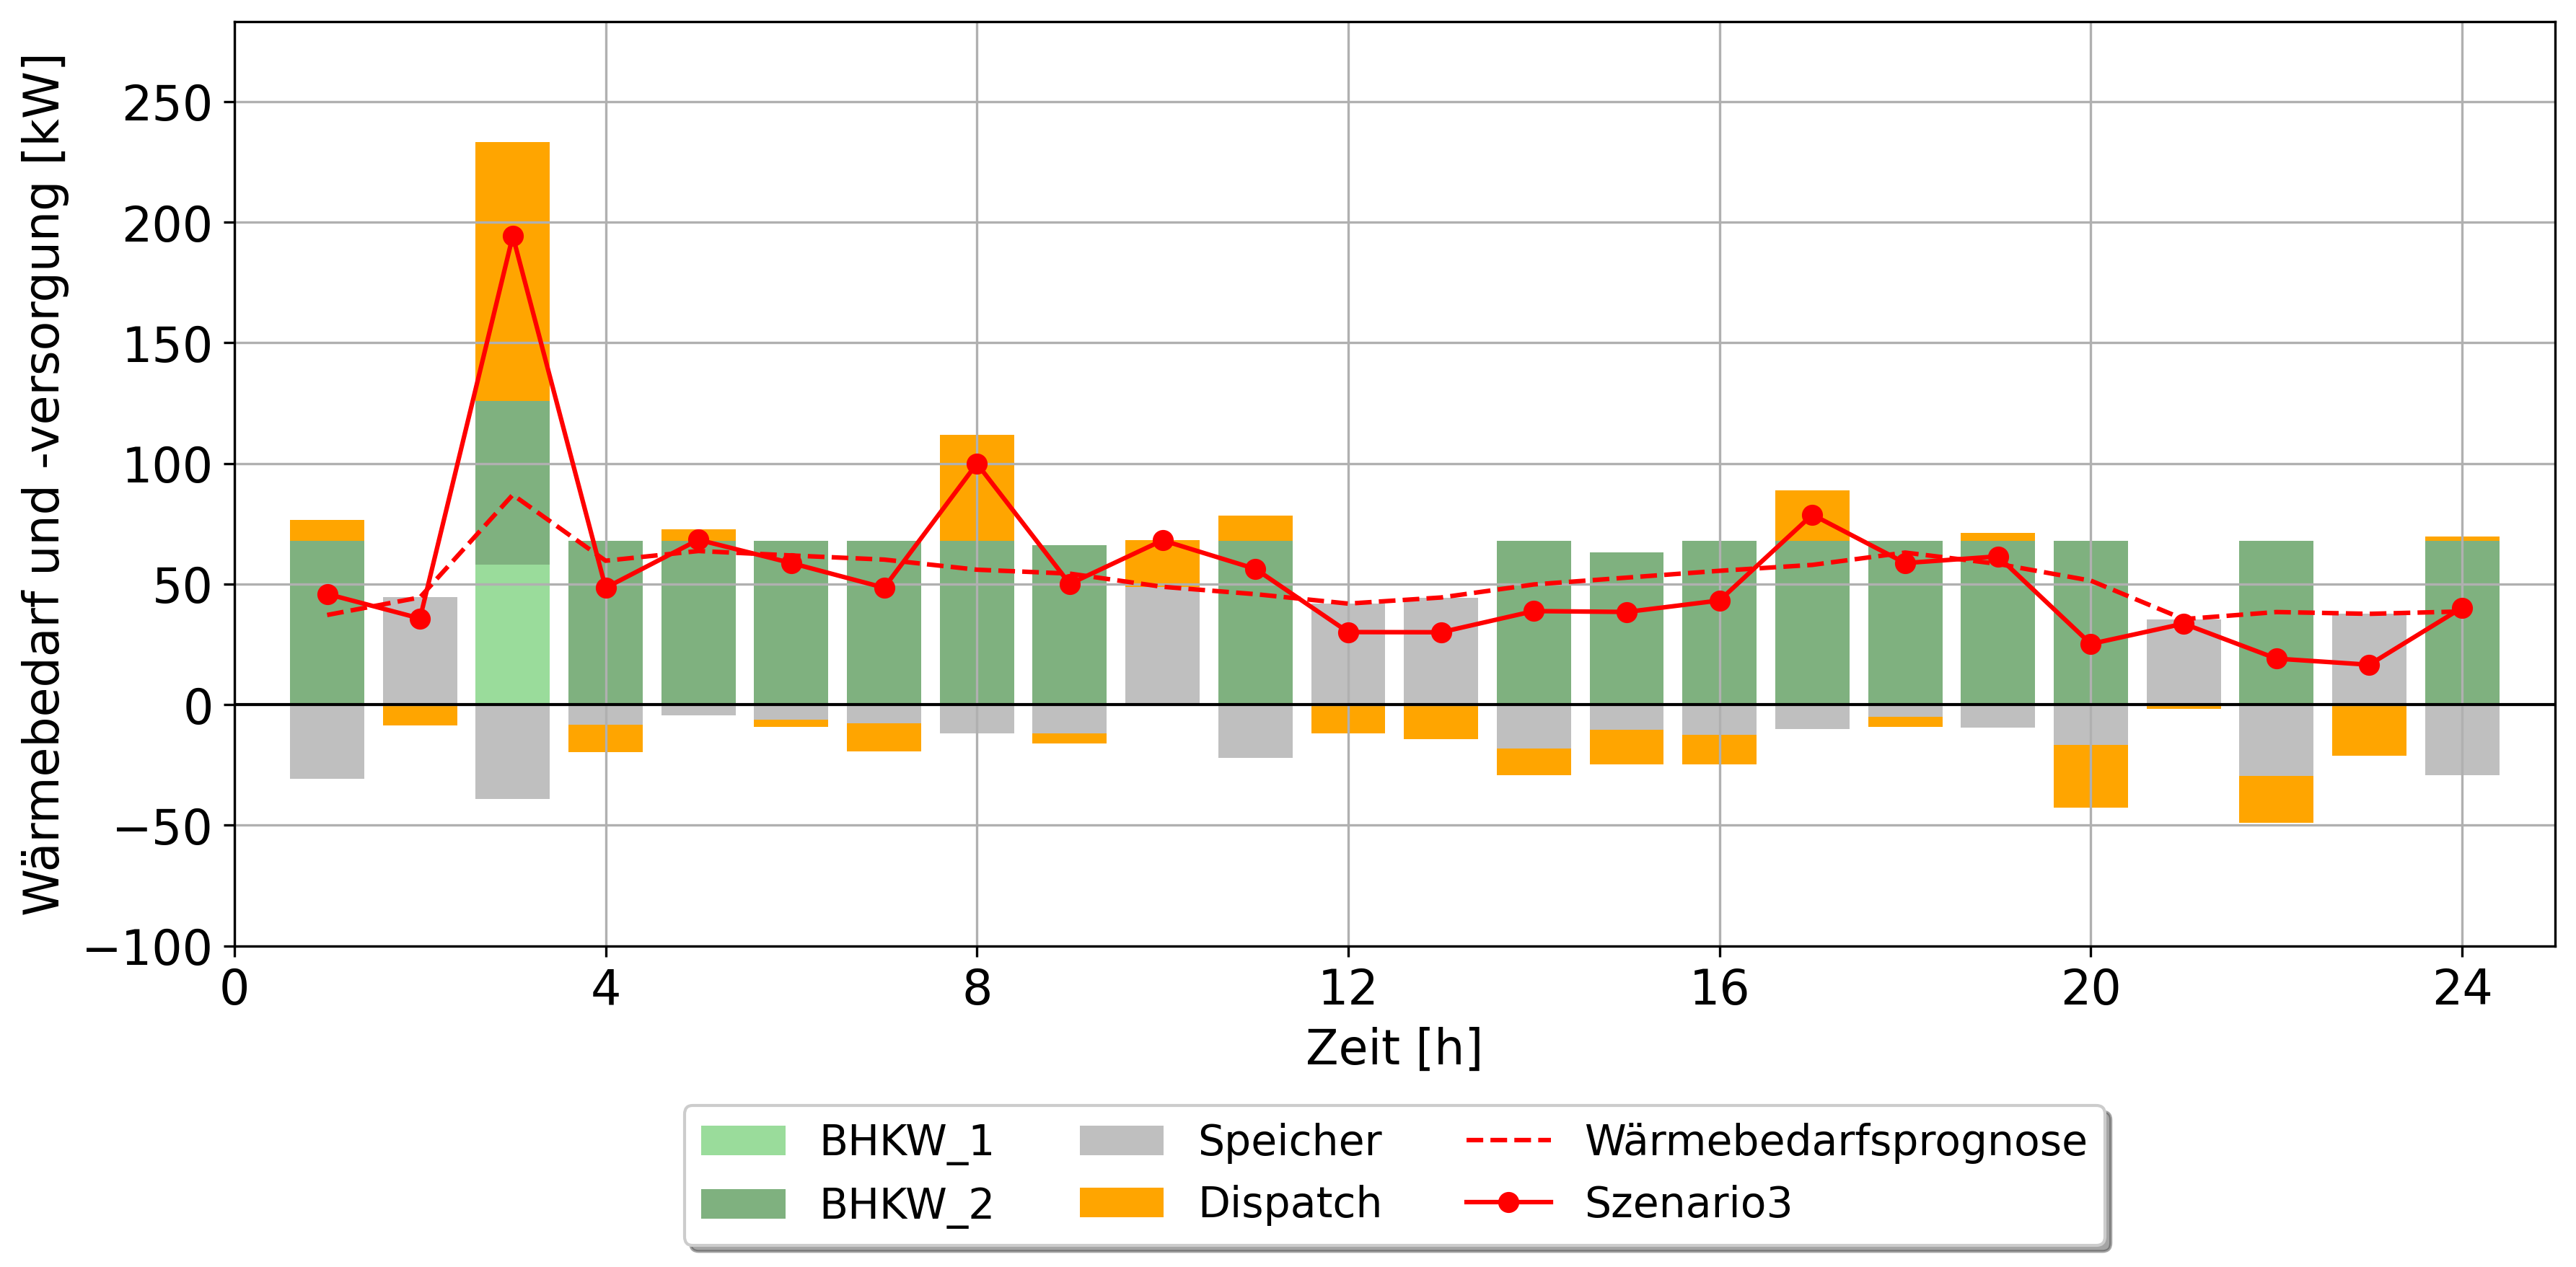 Wärmebedarf und -versorgung [kW]
250
200
150
100
50
0
−50
−100
0 4 8 12 16 20 24
Zeit [h]
BHKW_1 Speicher Wärmebedarfsprognose
BHKW_2 Dispatch Szenario3